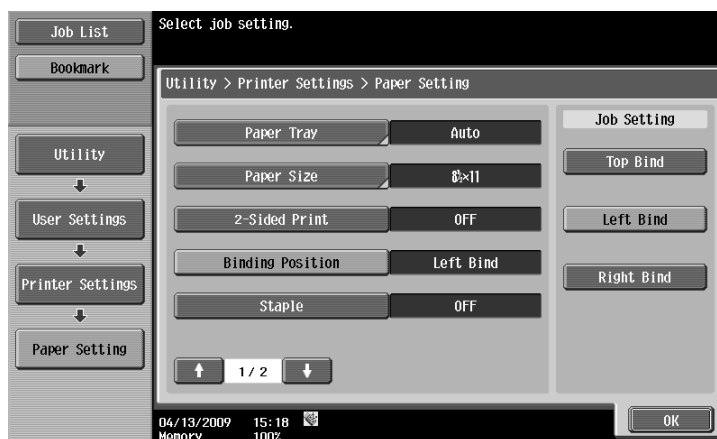 Select job setting.
Job List
Bookmark
Utility > Printer Settings > Paper Setting
Utility
User Settings
Printer Settings
Paper Setting
Paper Tray Auto
Paper Size 8½×11
2-Sided Print OFF
Binding Position Left Bind
Staple OFF
1/ 2
Job Setting
Top Bind
Left Bind
Right Bind
04/13/2009 15:18
Memory 100%
OK